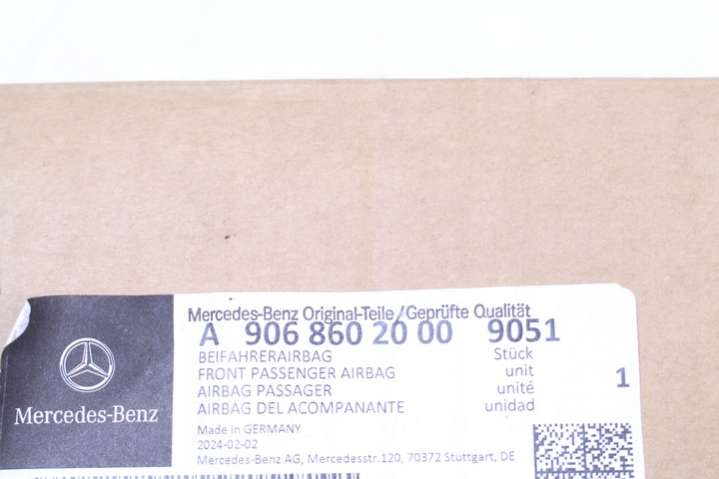 Mercedes-Benz Original-Teile/Geprüfte Qualität
A 906 860 20 00 9051
BEIFAHRERAIRBAG Stück
FRONT PASSENGER AIRBAG unit
AIRBAG PASSAGER unité
AIRBAG DEL ACOMPANANTE unidad
1
Mercedes-Benz
Made in GERMANY
2024-02-02
Mercedes-Benz AG, Mercedesstr.120, 70372 Stuttgart, DE